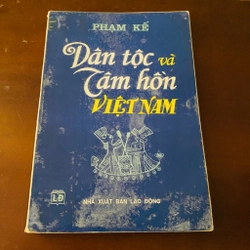 PHẠM KẾ
Dân tộc và
Tâm hồn
VIỆT NAM
LĐ
NHÀ XUẤT BẢN LAO ĐỘNG